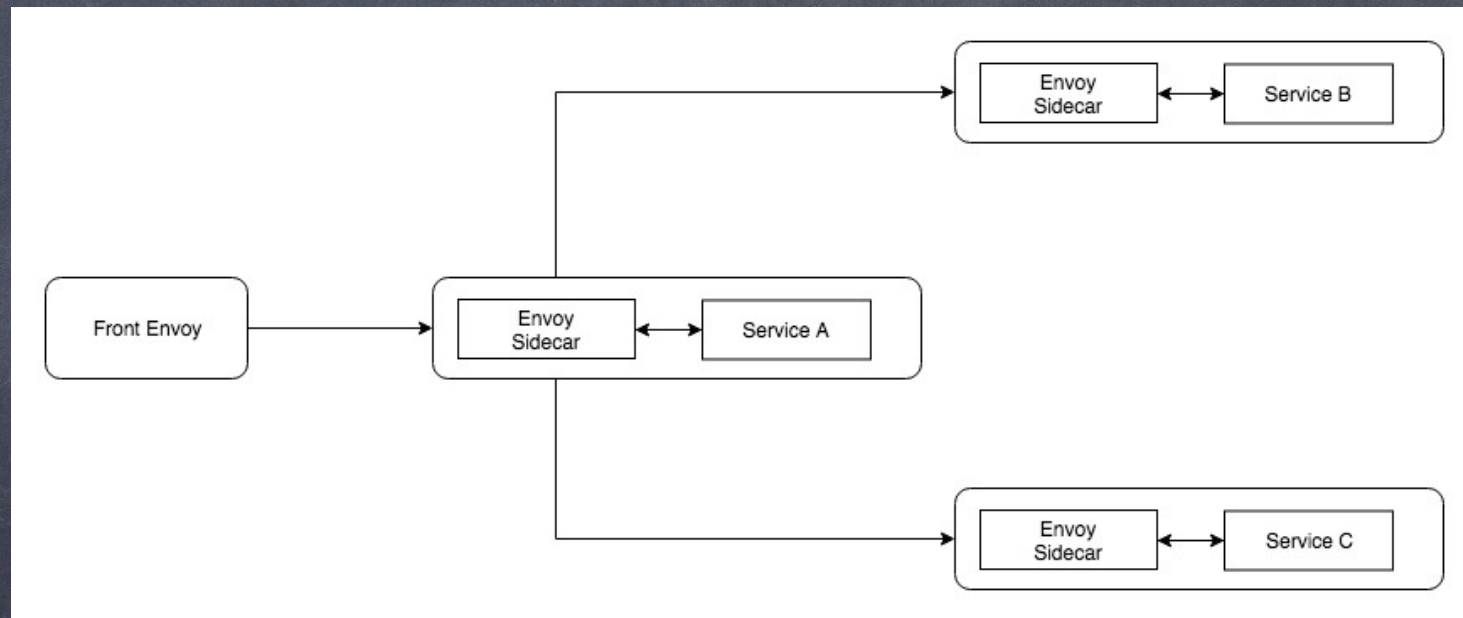 Envoy
Sidecar
Service B
Front Envoy
Envoy
Sidecar
Service A
Envoy
Sidecar
Service C